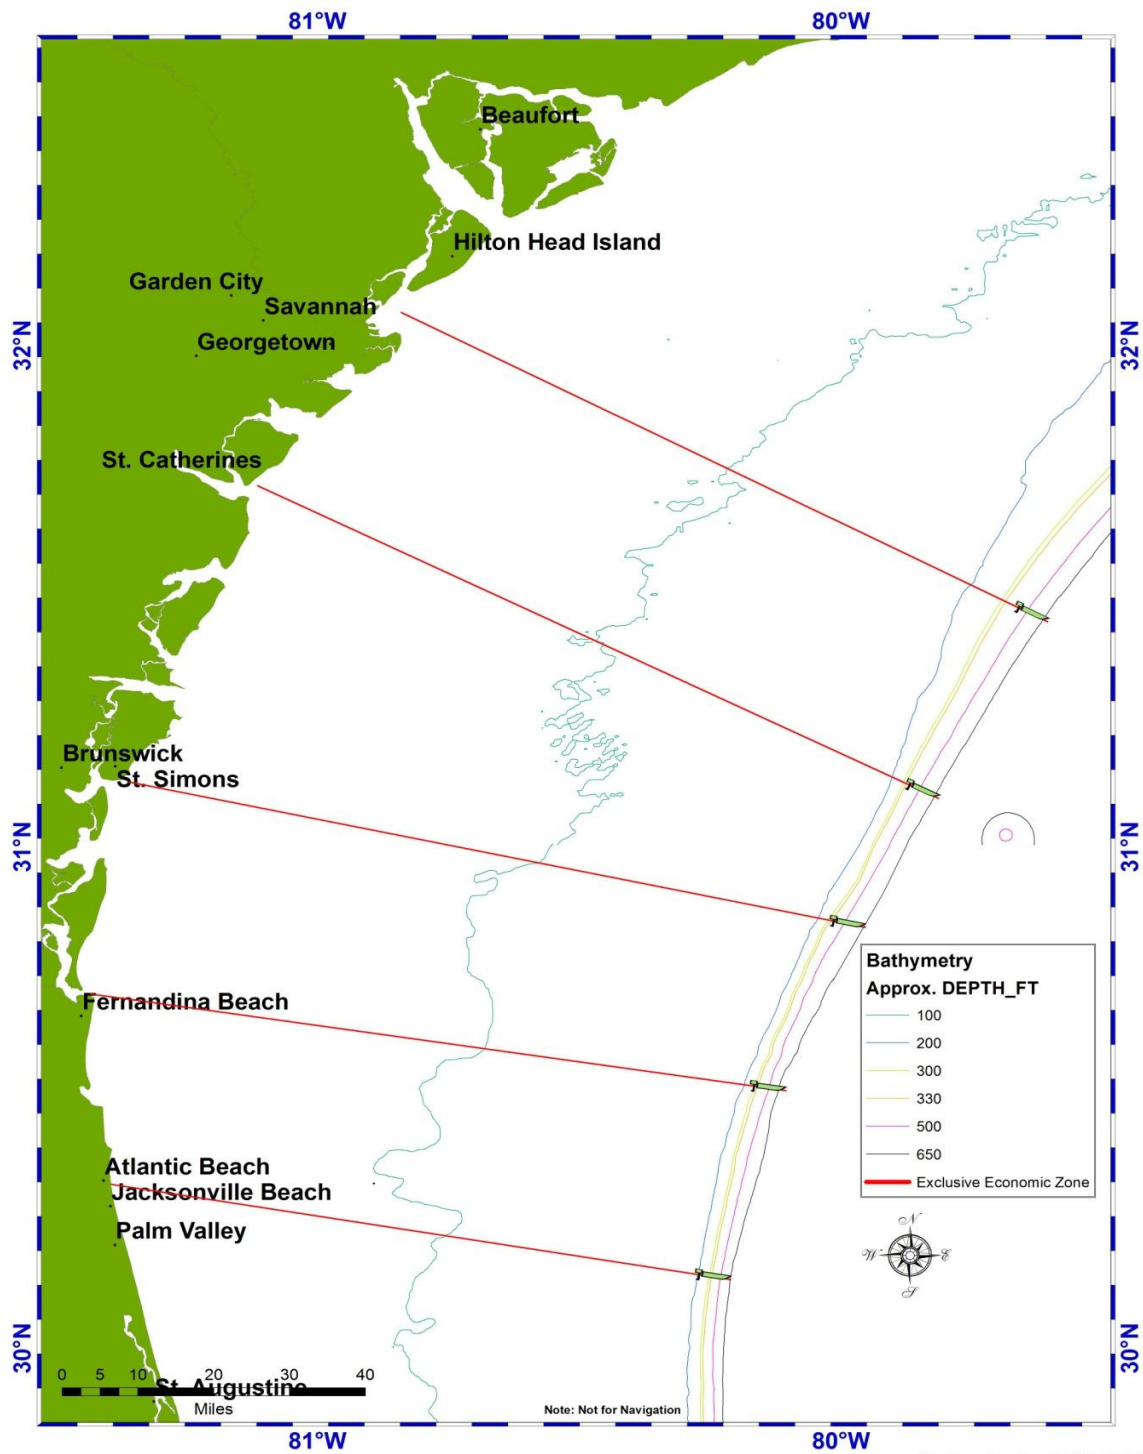 81°W
80°W
Beaufort
Hilton Head Island
Garden City
Savannah
32°N
32°N
Georgetown
St. Catherines
Brunswick
St. Simons
31°N
31°N
Bathymetry
Approx. DEPTH_FT
100
200
300
330
500
650
Exclusive Economic Zone
Fernandina Beach
Atlantic Beach
Jacksonville Beach
Palm Valley
N
W
E
S
30°N
30°N
0 5 10 20 30 40
St. Augustine
Miles
Note: Not for Navigation
81°W
80°W